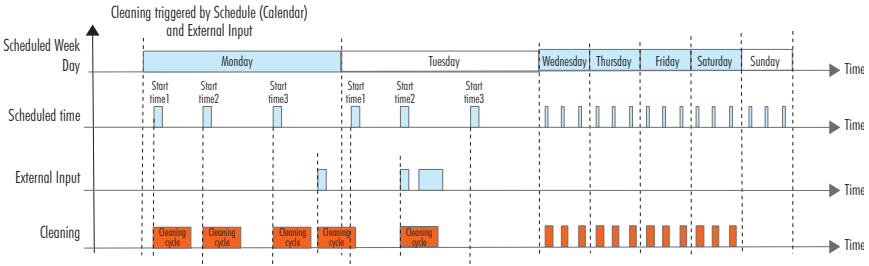 Cleaning triggered by Schedule (Calendar)
and External Input
Scheduled Week
Day
Monday
Tuesday
Wednesday
Thursday
Friday
Saturday
Sunday
Time
Start
time1
Start
time2
Start
time3
Start
time1
Start
time2
Start
time3
Scheduled time
Time
External Input
Time
Cleaning
Cleaning
cycle
Cleaning
cycle
Cleaning
cycle
Cleaning
cycle
Cleaning
cycle
Time